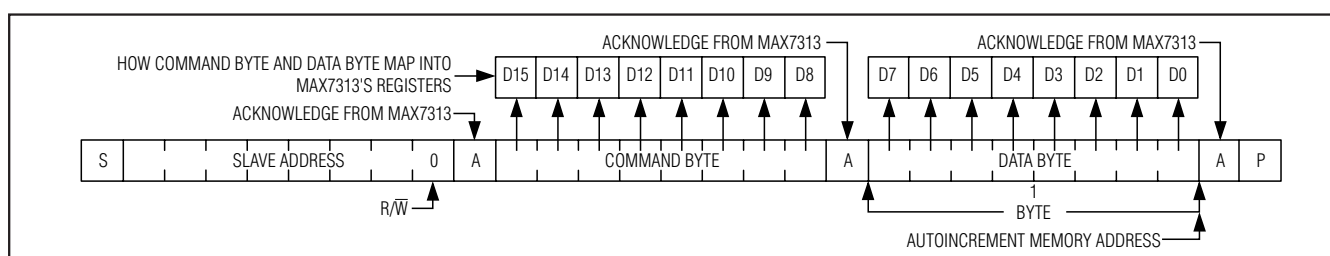 ACKNOWLEDGE FROM MAX7313
ACKNOWLEDGE FROM MAX7313
HOW COMMAND BYTE AND DATA BYTE MAP INTO
MAX7313'S REGISTERS
D15 D14 D13 D12 D11 D10 D9 D8
D7 D6 D5 D4 D3 D2 D1 D0
ACKNOWLEDGE FROM MAX7313
S SLAVE ADDRESS 0 A COMMAND BYTE A DATA BYTE A P
R/W̅
1
BYTE
AUTOINCREMENT MEMORY ADDRESS